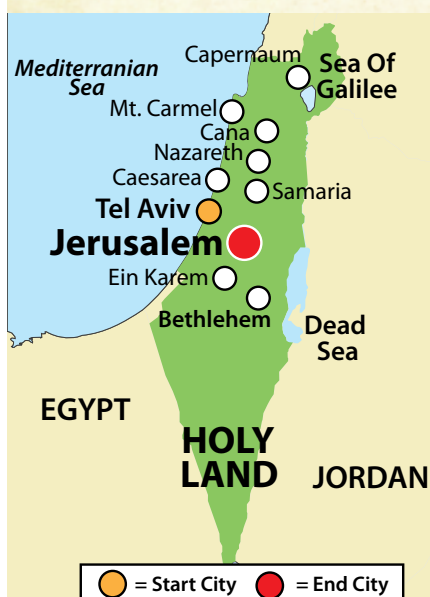 Capernaum
Mediterranian
Sea
Sea Of
Galilee
Mt. Carmel
Cana
Nazareth
Caesarea
Samaria
Tel Aviv
Jerusalem
Ein Karem
Bethlehem
Dead
Sea
EGYPT
HOLY
LAND
JORDAN
= Start City = End City